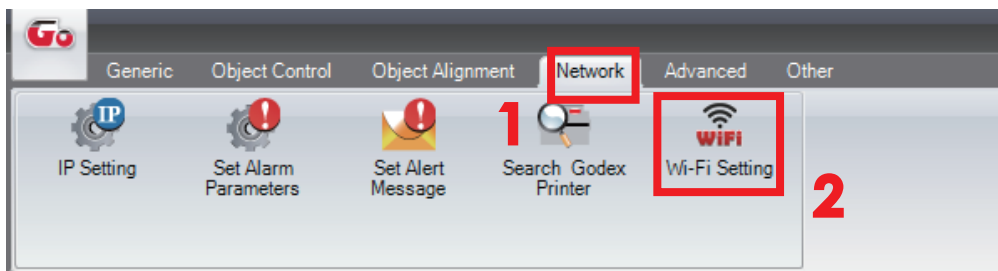 Go
Generic Object Control Object Alignment Network Advanced Other
IP
WiFi
1
IP Setting
Set Alarm
Parameters
Set Alert
Message
Search Godex
Printer
Wi-Fi Setting
2